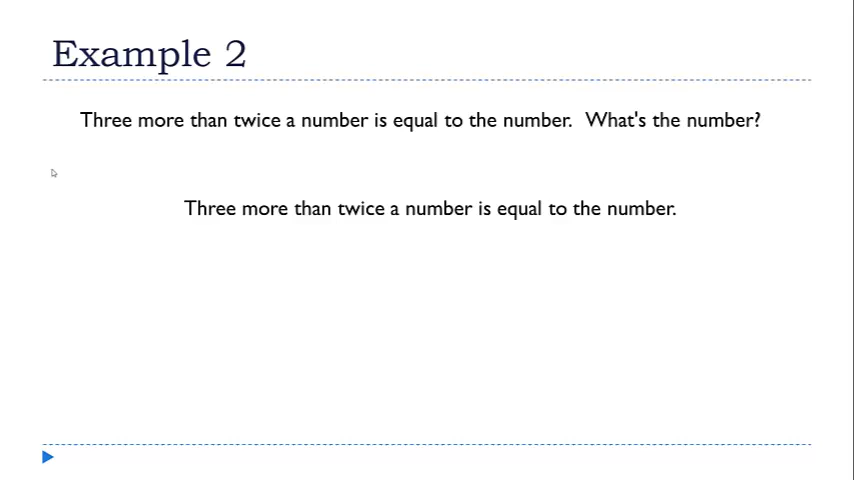 Example 2
Three more than twice a number is equal to the number.  What's the number?
Three more than twice a number is equal to the number.